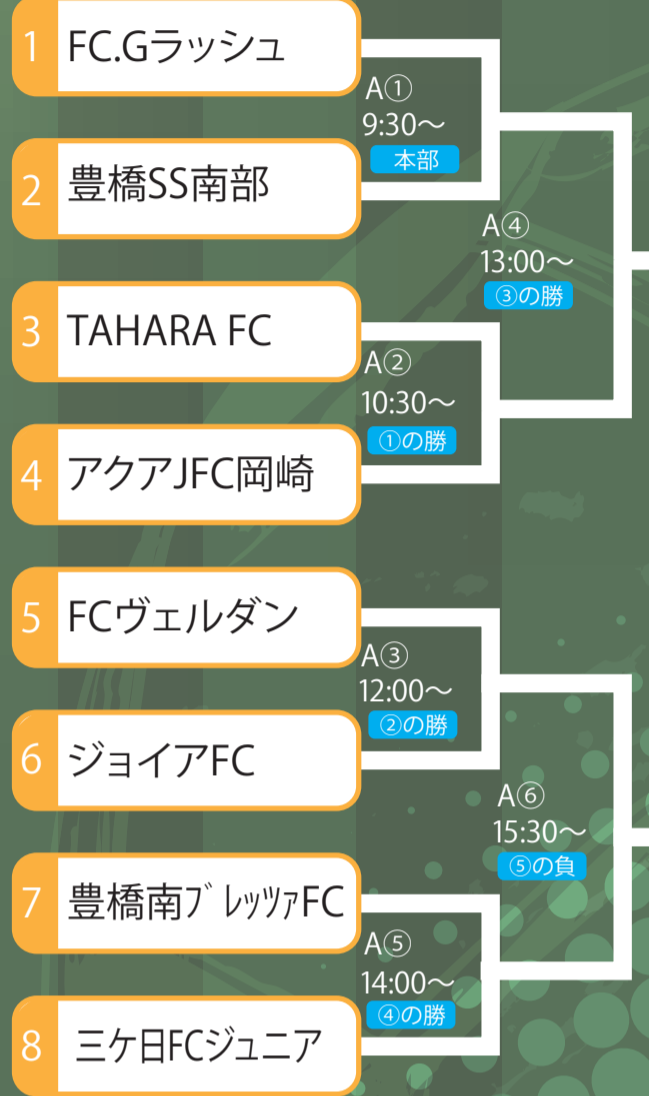 1 FC.Gラッシュ
A①
9:30～
本部
2 豊橋SS南部
A④
13:00～
③の勝
3 TAHARA FC
A②
10:30～
①の勝
4 アクアJFC岡崎
5 FCヴェルダン
A③
12:00～
②の勝
6 ジョイアFC
A⑥
15:30～
⑤の負
7 豊橋南ﾌﾞﾚｯﾂｧFC
A⑤
14:00～
④の勝
8 三ケ日FCジュニア